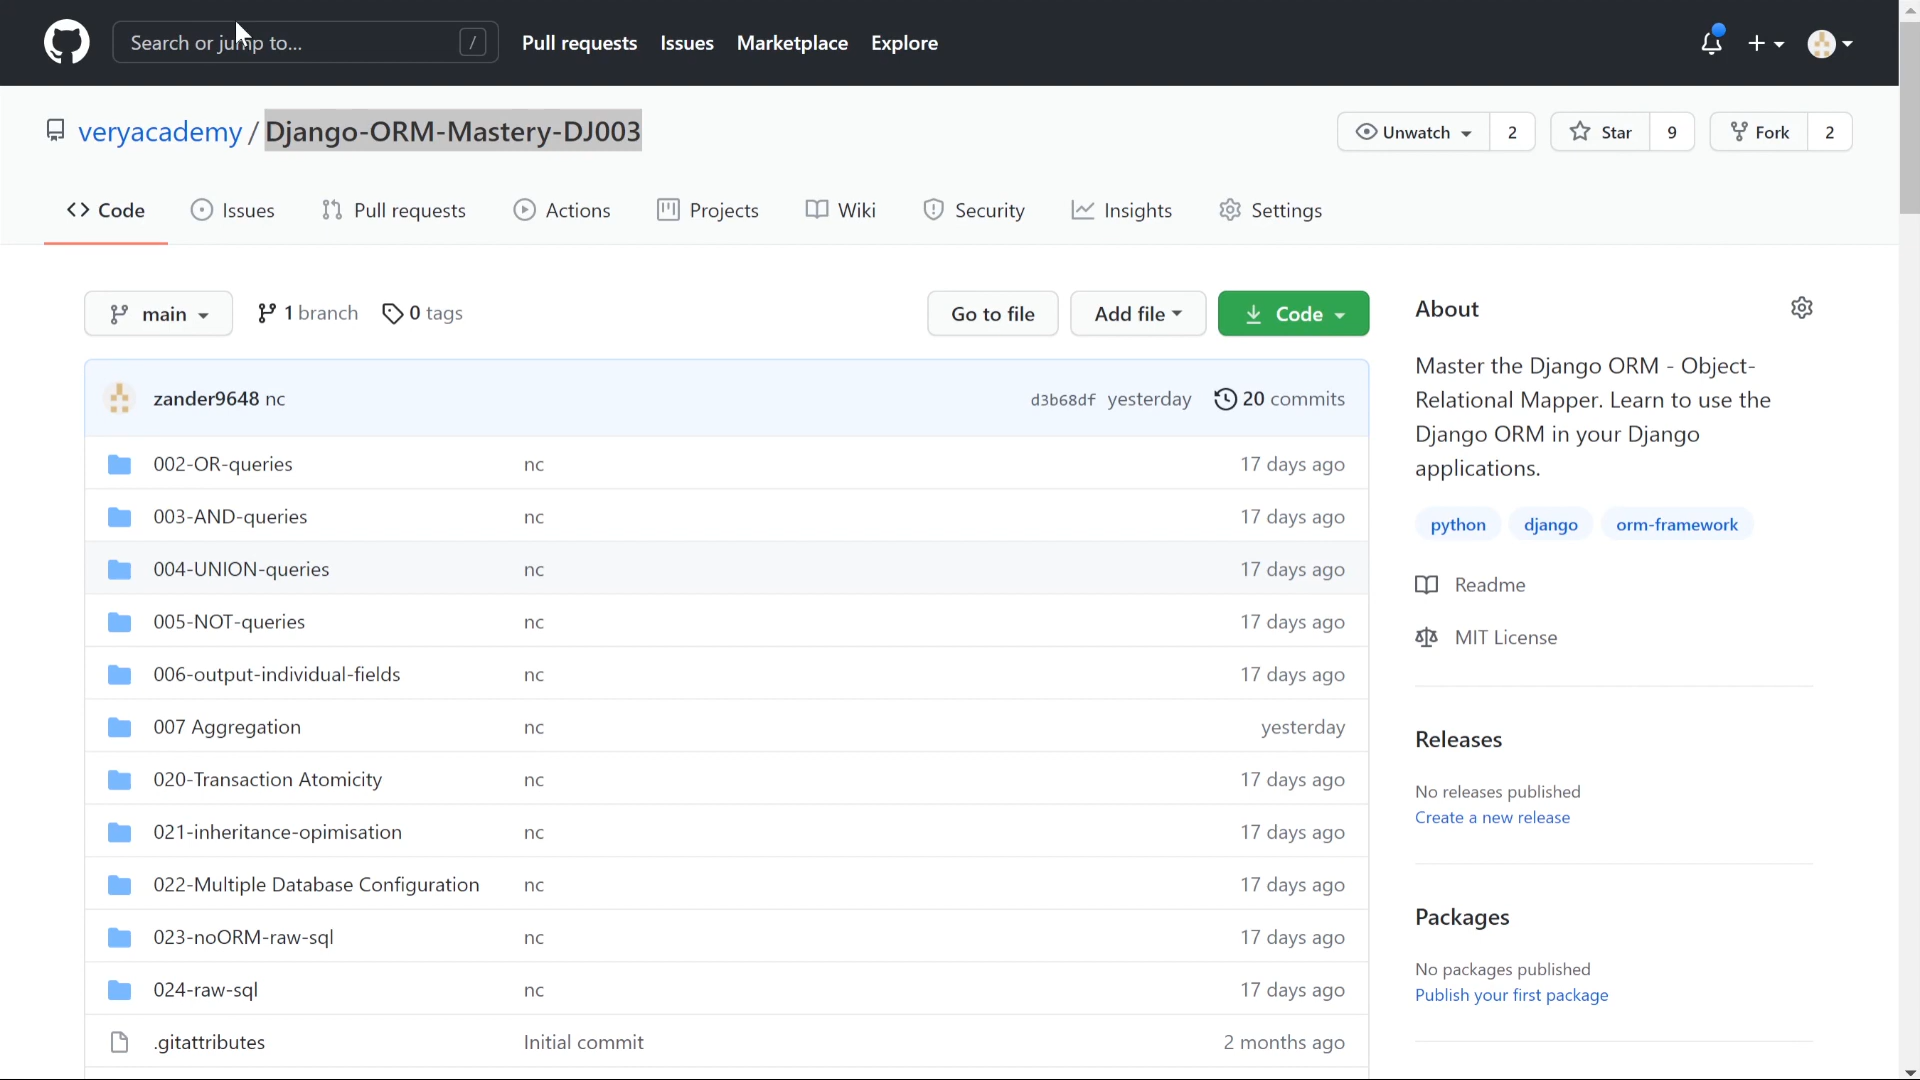 Search or jump to... / Pull requests Issues Marketplace Explore
veryacademy / Django-ORM-Mastery-DJ003 Unwatch 2 Star 9 Fork 2
Code Issues Pull requests Actions Projects Wiki Security Insights Settings
main 1 branch 0 tags Go to file Add file Code
zander9648 nc d3b68df yesterday 20 commits
002-OR-queries nc 17 days ago
003-AND-queries nc 17 days ago
004-UNION-queries nc 17 days ago
005-NOT-queries nc 17 days ago
006-output-individual-fields nc 17 days ago
007 Aggregation nc yesterday
020-Transaction Atomicity nc 17 days ago
021-inheritance-opimisation nc 17 days ago
022-Multiple Database Configuration nc 17 days ago
023-noORM-raw-sql nc 17 days ago
024-raw-sql nc 17 days ago
.gitattributes Initial commit 2 months ago
About
Master the Django ORM - Object-
Relational Mapper. Learn to use the
Django ORM in your Django
applications.
python django orm-framework
Readme
MIT License
Releases
No releases published
Create a new release
Packages
No packages published
Publish your first package